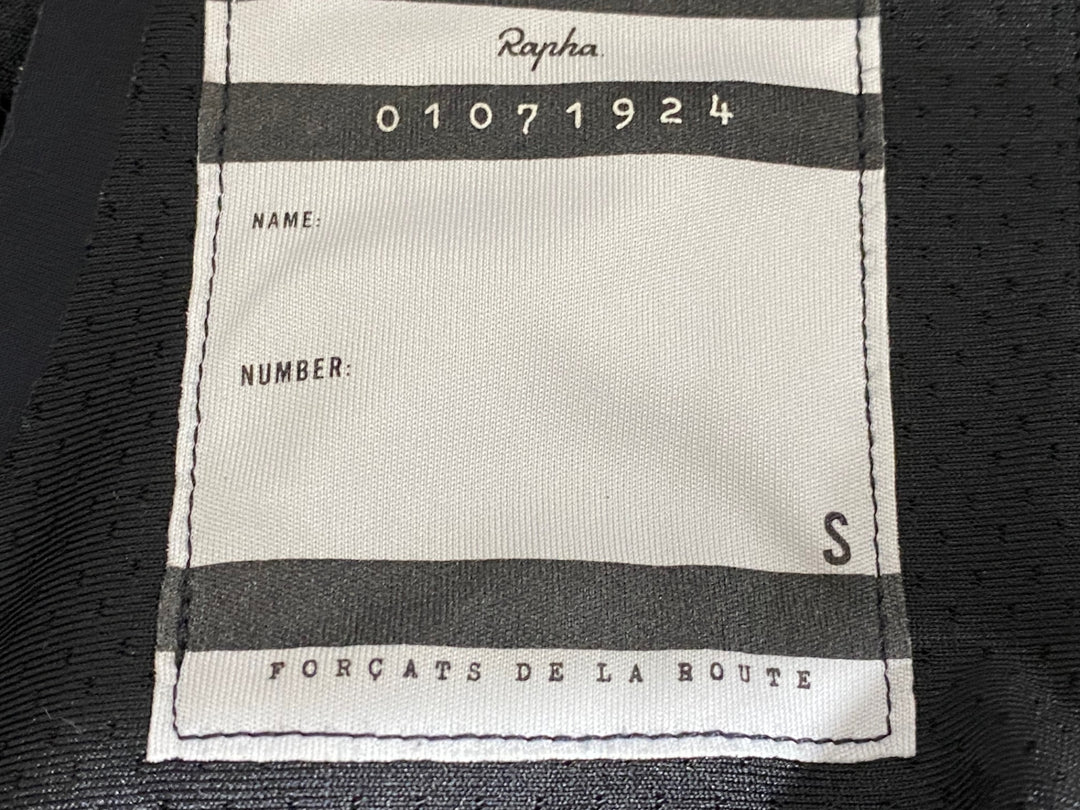 Rapha.
01071924
NAME:
NUMBER:
S
FORÇATS DE LA ROUTE